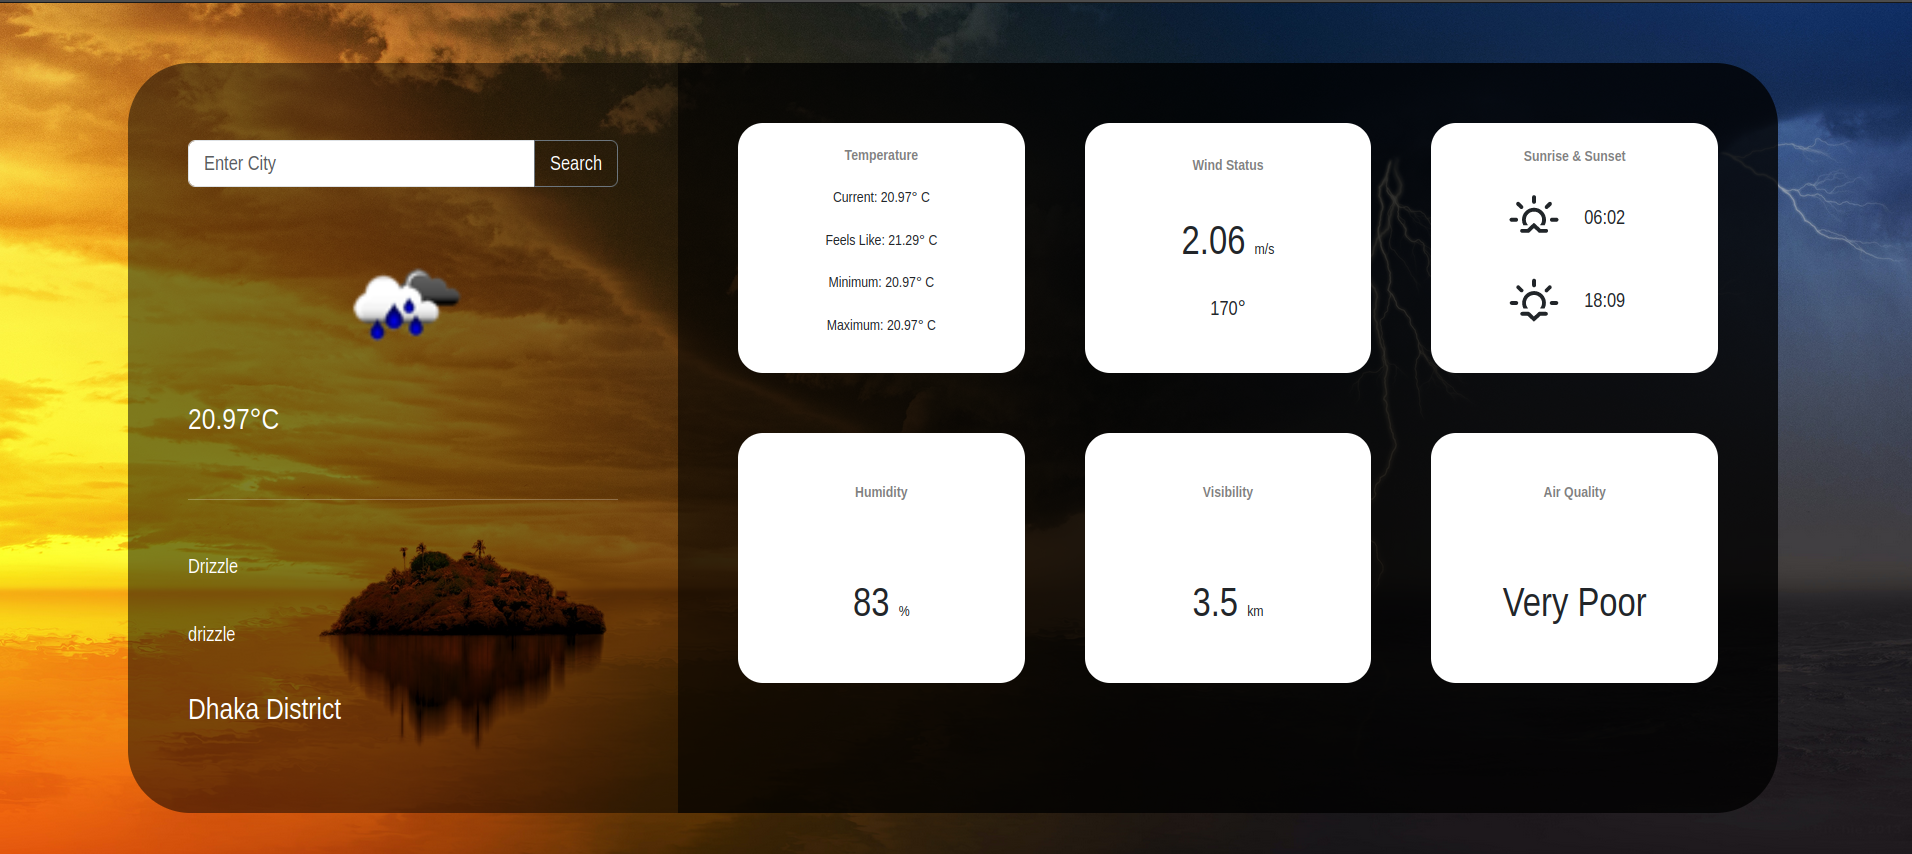 Enter City
Search
20.97°C
Drizzle
drizzle
Dhaka District
Temperature
Current: 20.97° C
Feels Like: 21.29° C
Minimum: 20.97° C
Maximum: 20.97° C
Wind Status
2.06 m/s
170°
Sunrise & Sunset
06:02
18:09
Humidity
83 %
Visibility
3.5 km
Air Quality
Very Poor